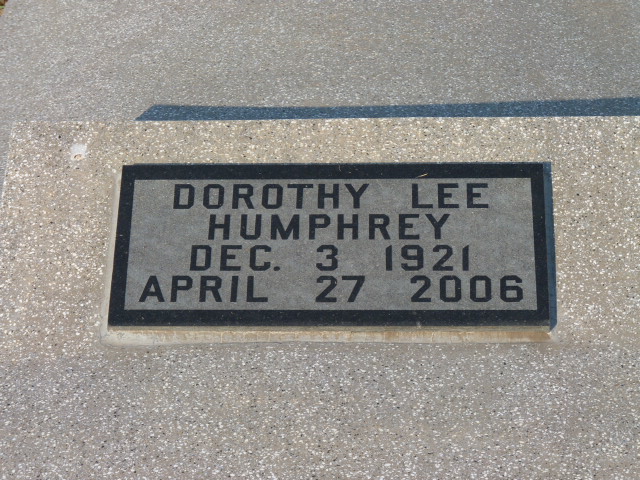 DOROTHY LEE
HUMPHREY
DEC. 3 1921
APRIL 27 2006